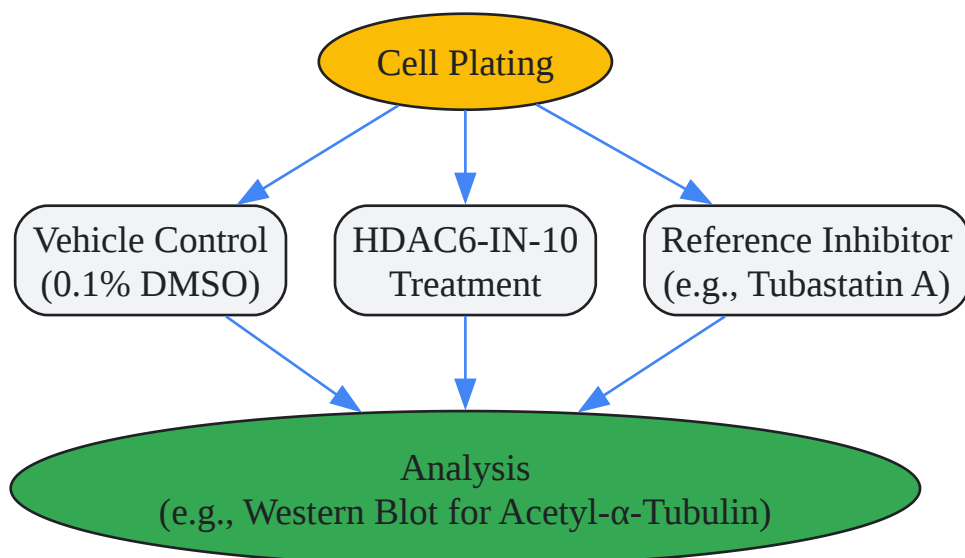 Cell Plating
Vehicle Control
(0.1% DMSO)
HDAC6-IN-10
Treatment
Reference Inhibitor
(e.g., Tubastatin A)
Analysis
(e.g., Western Blot for Acetyl-α-Tubulin)